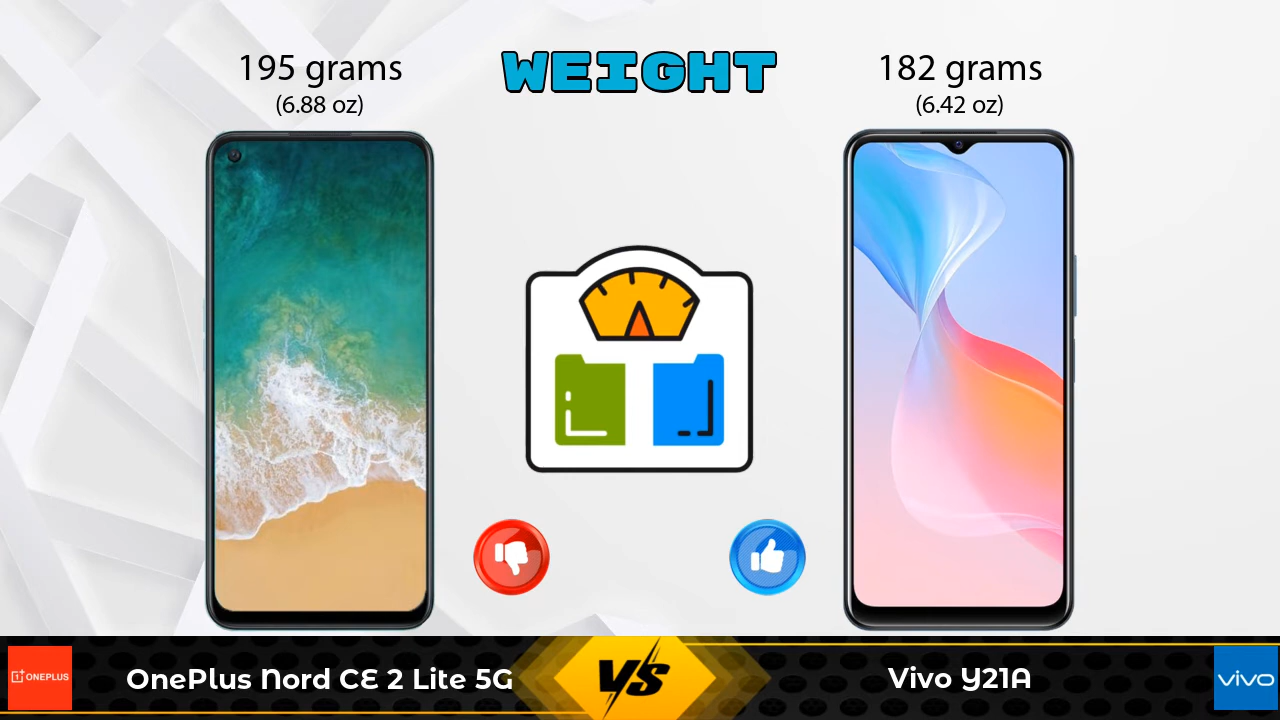 195 grams
(6.88 oz)
WEIGHT
182 grams
(6.42 oz)
ONEPLUS
OnePlus Nord CE 2 Lite 5G
VS
Vivo Y21A
vivo